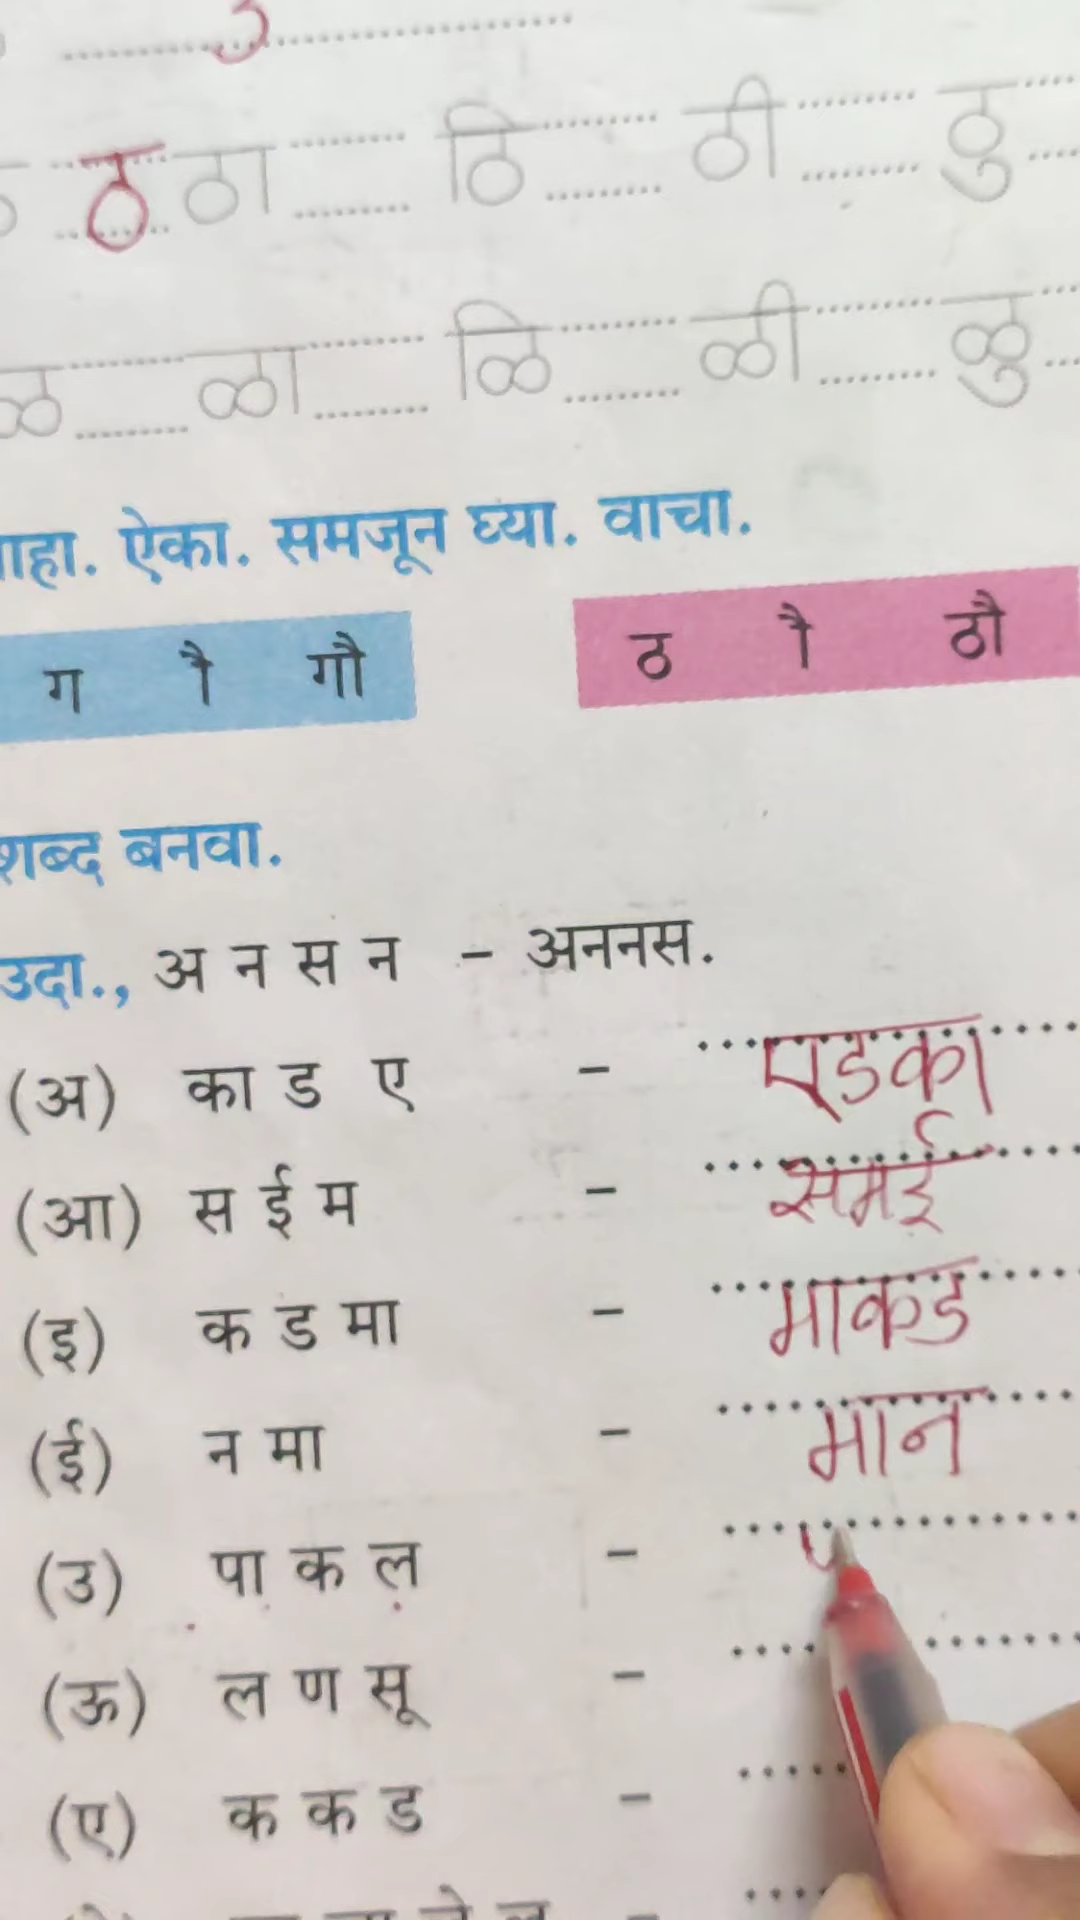 ठ ठा ठि ठी ठु
ळ ळा ळि ळी ळु
ऐका. समजून घ्या. वाचा.
ग ौ गौ ठ ौ ठौ
शब्द बनवा.
उदा., अ न स न - अननस.
(अ) का ड ए - एडका
(आ) स ई म - समई
(इ) क ड मा - माकड
(ई) न मा - मान
(उ) पा क ल -
(ऊ) ल ण सू -
(ए) क क ड -